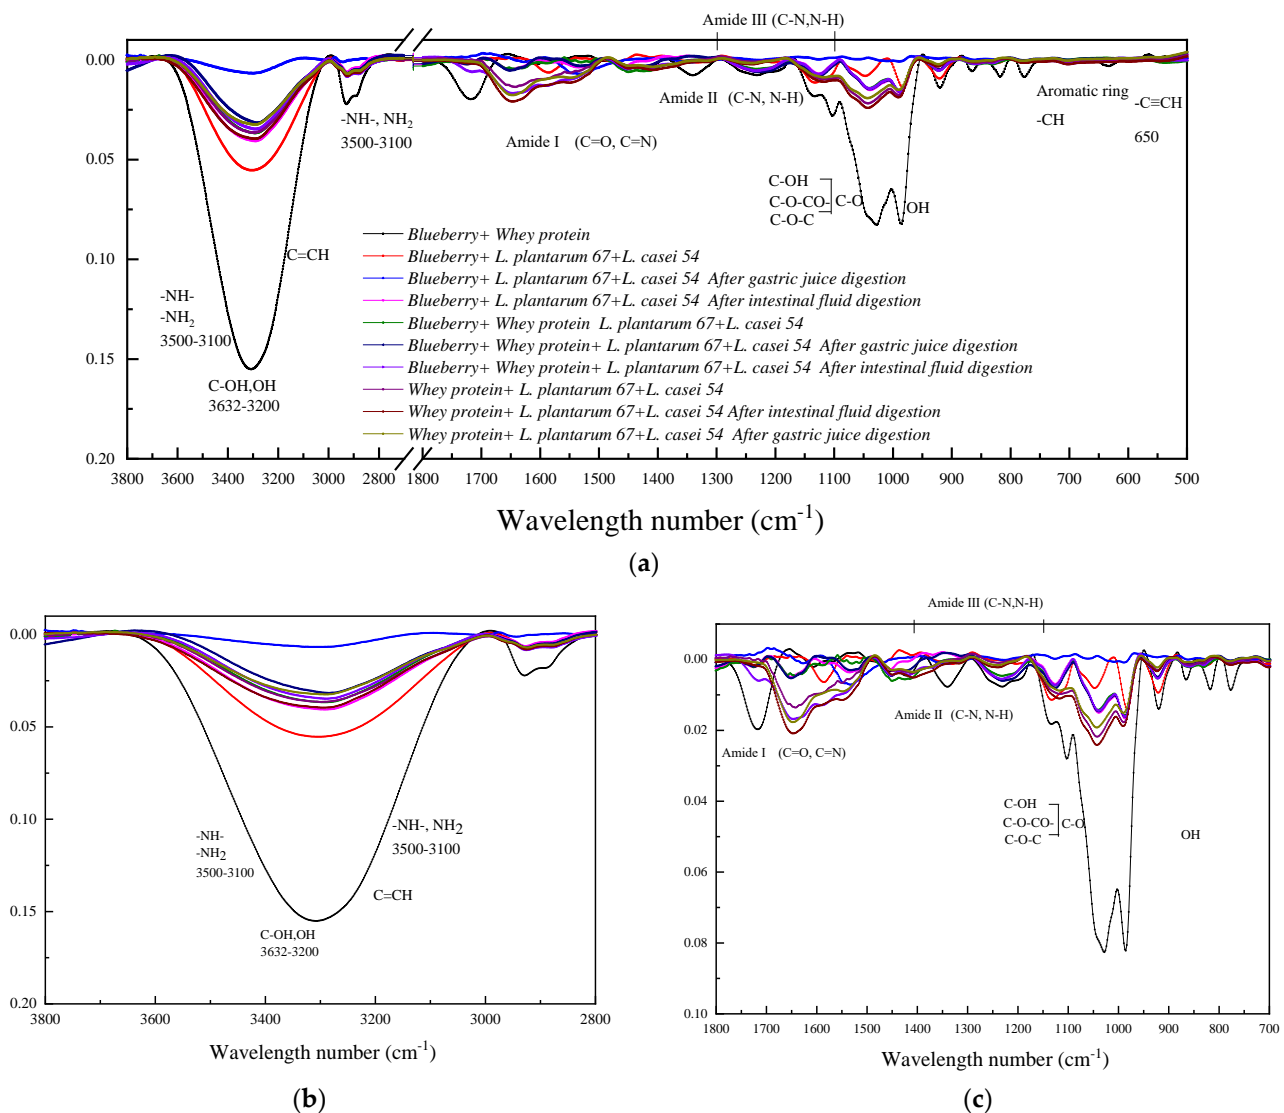 Amide III (C-N,N-H)
0.00
0.05
0.10
0.15
0.20
-NH-, NH2
3500-3100
Amide I (C=O, C=N)
Amide II (C-N, N-H)
Aromatic ring
-CH
-C=CH
650
C-OH
C-O-CO-
C-O-C
C-O
OH
C=CH
-NH-
-NH2
3500-3100
C-OH,OH
3632-3200
Blueberry+ Whey protein
Blueberry+ L. plantarum 67+L. casei 54
Blueberry+ L. plantarum 67+L. casei 54 After gastric juice digestion
Blueberry+ L. plantarum 67+L. casei 54 After intestinal fluid digestion
Blueberry+ Whey protein L. plantarum 67+L. casei 54
Blueberry+ Whey protein+ L. plantarum 67+L. casei 54 After gastric juice digestion
Blueberry+ Whey protein+ L. plantarum 67+L. casei 54 After intestinal fluid digestion
Whey protein+ L. plantarum 67+L. casei 54
Whey protein+ L. plantarum 67+L. casei 54 After intestinal fluid digestion
Whey protein+ L. plantarum 67+L. casei 54 After gastric juice digestion
3800 3600 3400 3200 3000 2800 1800 1700 1600 1500 1400 1300 1200 1100 1000 900 800 700 600 500
Wavelength number (cm-1)
(a)
0.00
0.05
0.10
0.15
0.20
-NH-
-NH2
3500-3100
-NH-, NH2
3500-3100
C=CH
C-OH,OH
3632-3200
3800 3600 3400 3200 3000 2800
Wavelength number (cm-1)
(b)
Amide III (C-N,N-H)
0.00
0.02
0.04
0.06
0.08
0.10
Amide II (C-N, N-H)
Amide I (C=O, C=N)
C-OH
C-O-CO-
C-O-C
C-O
OH
1800 1700 1600 1500 1400 1300 1200 1100 1000 900 800 700
Wavelength number (cm-1)
(c)